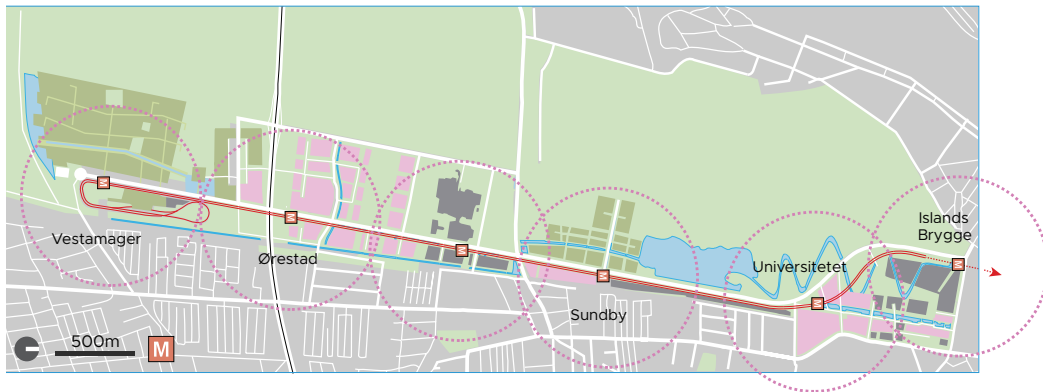 Vestamager
Ørestad
Sundby
Universitetet
Islands
Brygge
500m
M
M
M
M
M
M
M